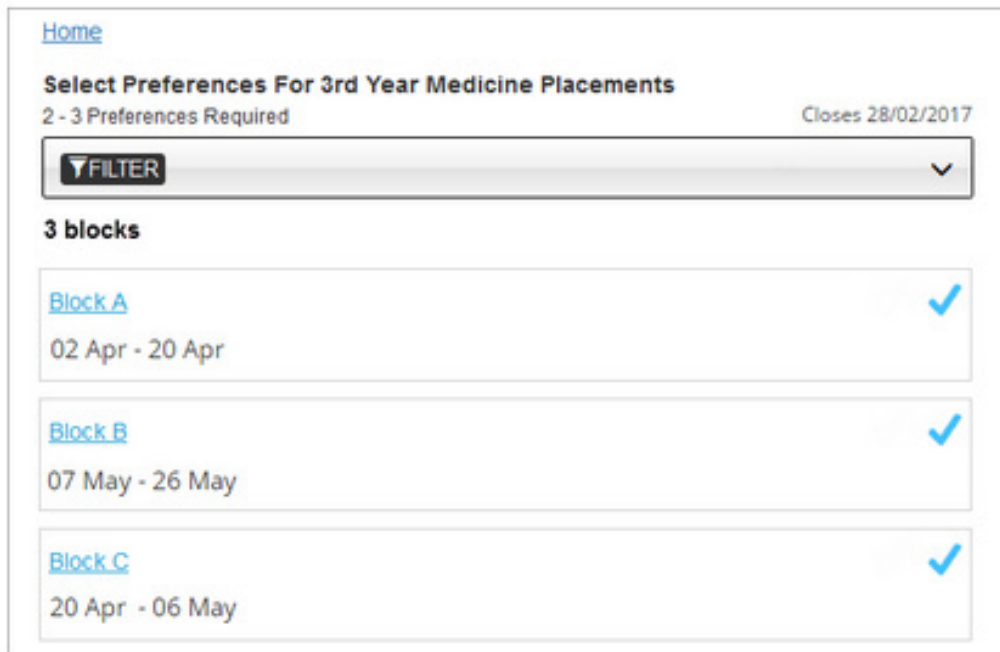 Home
Select Preferences For 3rd Year Medicine Placements
2 - 3 Preferences Required Closes 28/02/2017
FILTER
3 blocks
Block A
02 Apr - 20 Apr
Block B
07 May - 26 May
Block C
20 Apr - 06 May